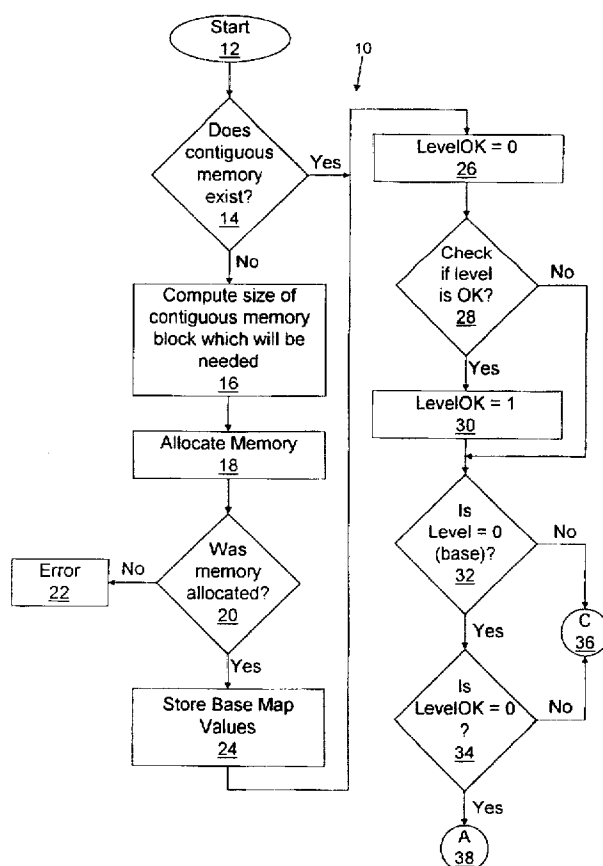 Start
12
10
Does
contiguous
memory
exist?
14
Yes
No
Compute size of
contiguous memory
block which will be
needed
16
Allocate Memory
18
Was
memory
allocated?
20
No
Error
22
Yes
Store Base Map
Values
24
LevelOK = 0
26
Check
if level
is OK?
28
No
Yes
LevelOK = 1
30
Is
Level = 0
(base)?
32
No
Yes
C
36
Is
LevelOK = 0
?
34
No
Yes
A
38